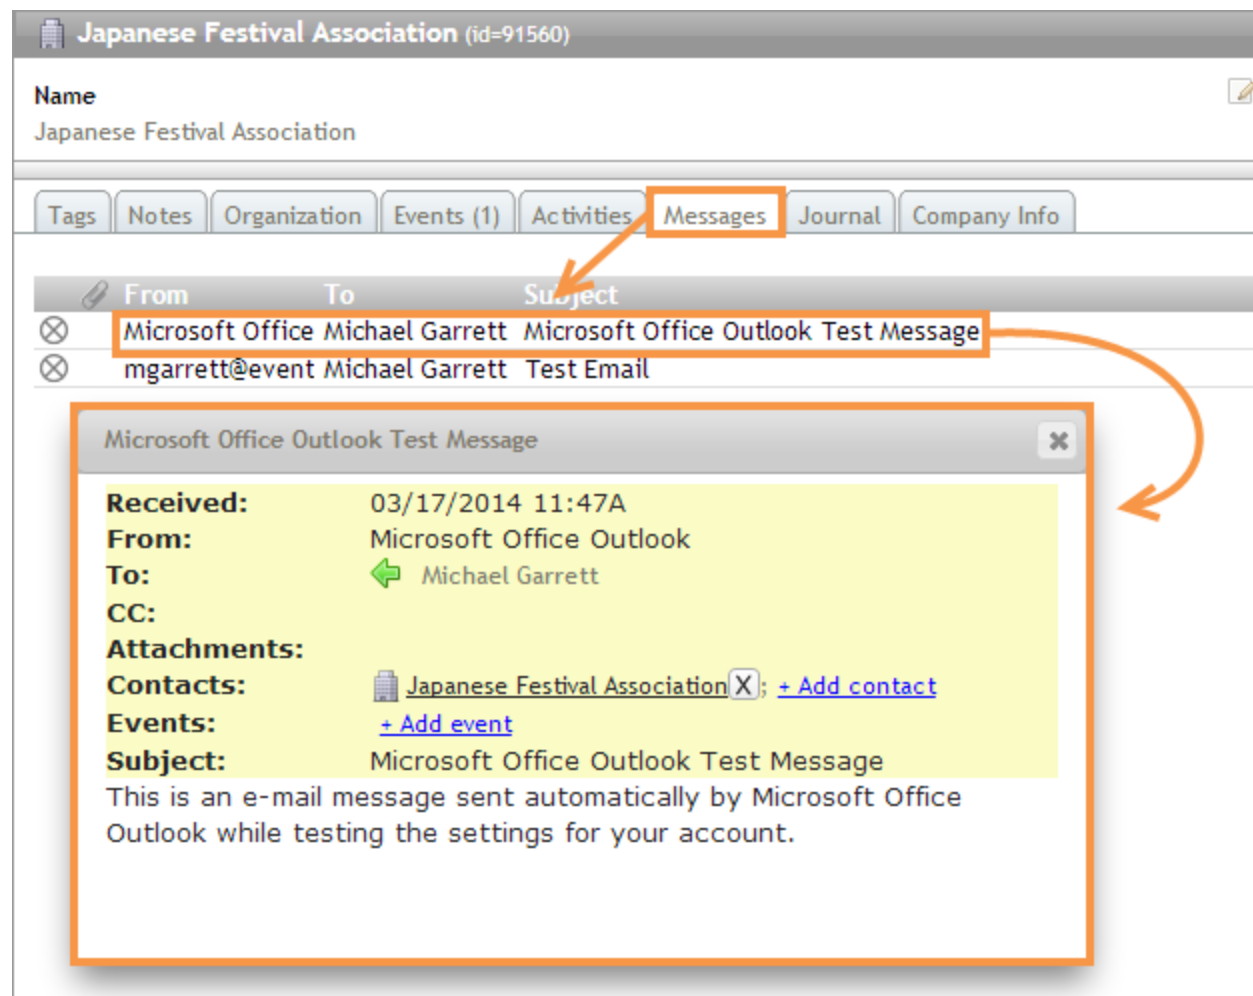 Japanese Festival Association (id=91560)
Name
Japanese Festival Association
Tags Notes Organization Events (1) Activities Messages Journal Company Info
From To Subject
Microsoft Office Michael Garrett Microsoft Office Outlook Test Message
mgarrett@event Michael Garrett Test Email
Microsoft Office Outlook Test Message
Received: 03/17/2014 11:47A
From: Microsoft Office Outlook
To: Michael Garrett
CC:
Attachments:
Contacts: Japanese Festival Association X ; + Add contact
Events: + Add event
Subject: Microsoft Office Outlook Test Message
This is an e-mail message sent automatically by Microsoft Office
Outlook while testing the settings for your account.